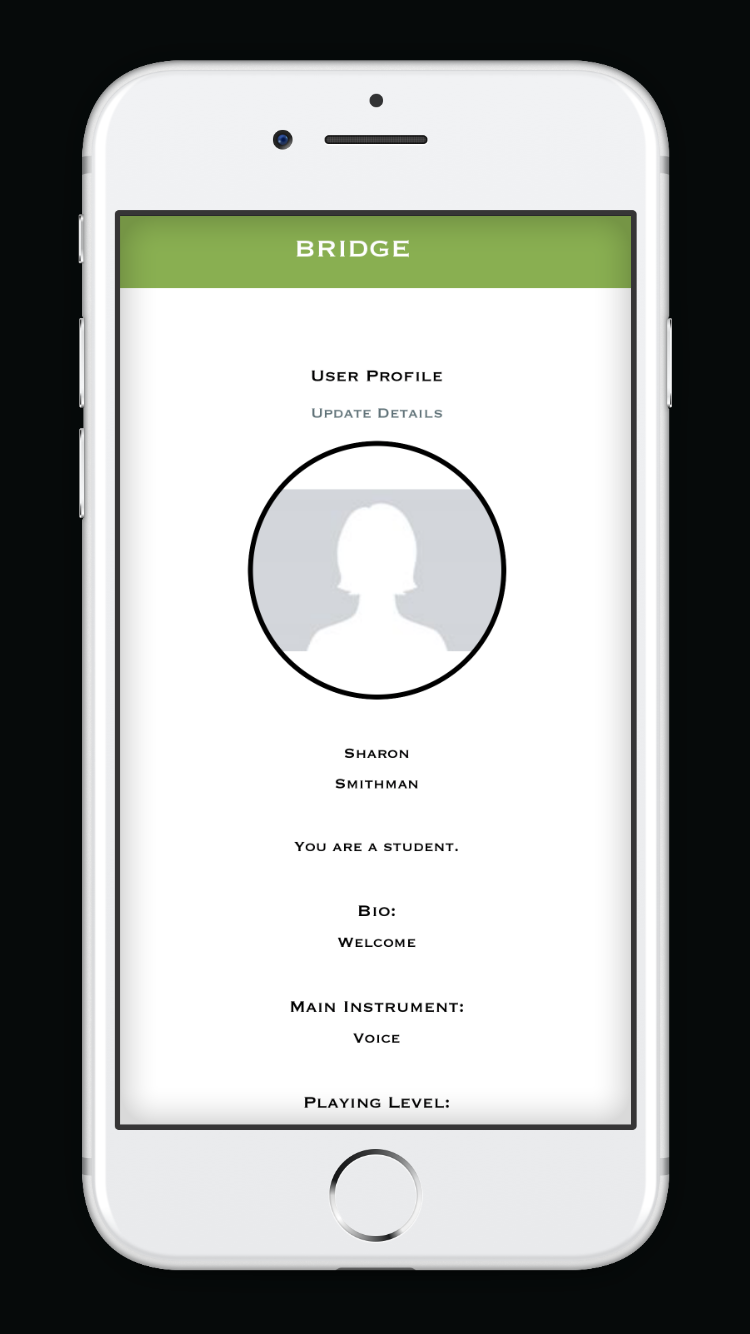 BRIDGE
User Profile
Update Details
Sharon
Smithman
You are a student.
Bio:
Welcome
Main Instrument:
Voice
Playing Level: